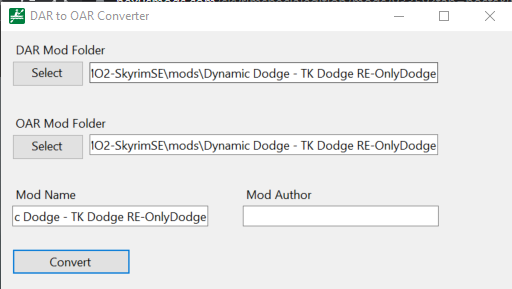 DAR to OAR Converter
DAR Mod Folder
Select
1O2-SkyrimSE\mods\Dynamic Dodge - TK Dodge RE-OnlyDodge
OAR Mod Folder
Select
1O2-SkyrimSE\mods\Dynamic Dodge - TK Dodge RE-OnlyDodge
Mod Name
Mod Author
c Dodge - TK Dodge RE-OnlyDodge
Convert